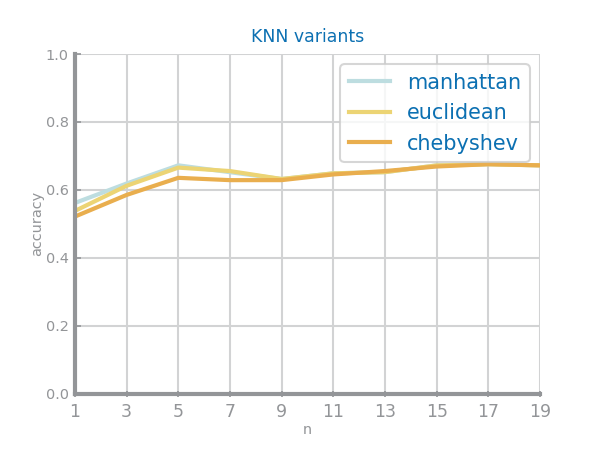 KNN variants
1.0
0.8
0.6
0.4
0.2
0.0
accuracy
manhattan
euclidean
chebyshev
1 3 5 7 9 11 13 15 17 19
n